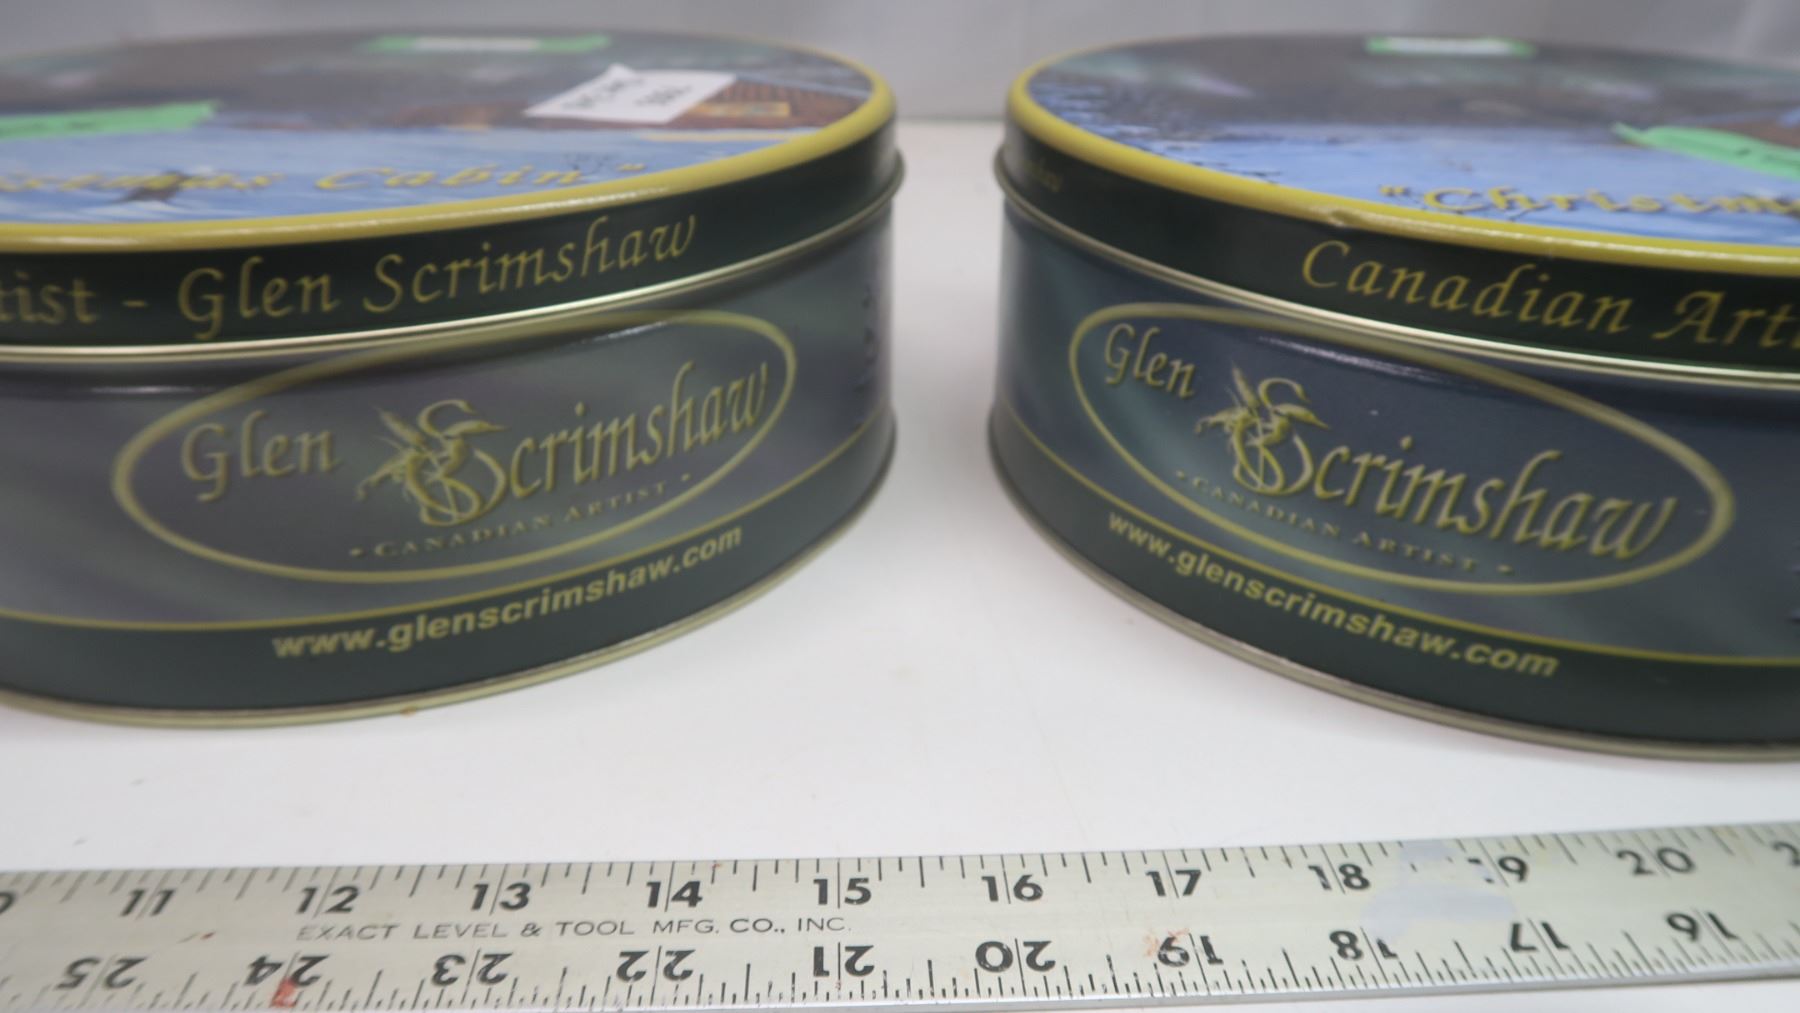 Cabin"
tist - Glen Scrimshaw
Glen Scrimshaw
• CANADIAN ARTIST •
www.glenscrimshaw.com
"Christm
Canadian Art
Glen Scrimshaw
• CANADIAN ARTIST •
www.glenscrimshaw.com
11 12 13 14 15 16 17 18 19 20
EXACT LEVEL & TOOL MFG. CO., INC.
25 24 23 22 21 20 19 18 17 16